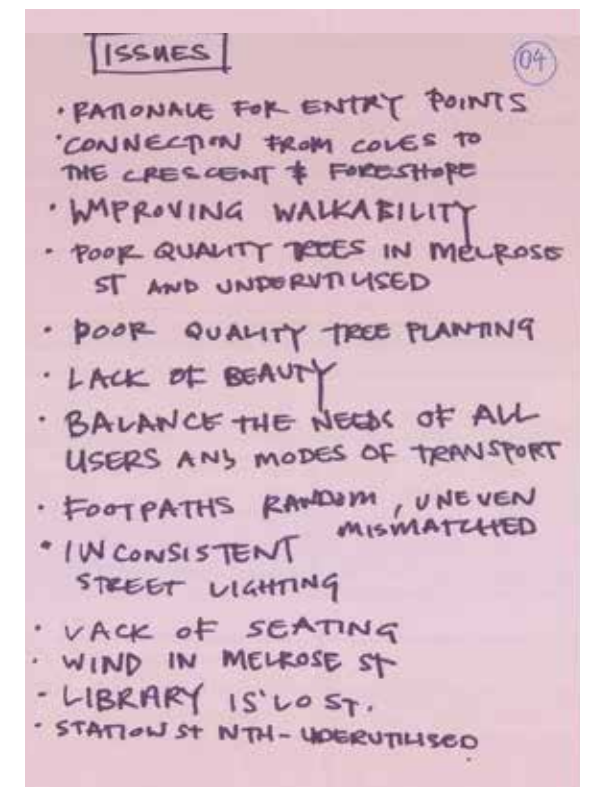 ISSUES
04
• RATIONALE FOR ENTRY POINTS
• CONNECTION FROM COVES TO
THE CRESCENT & FORESHORE
• IMPROVING WALKABILITY
• POOR QUALITY TREES IN MELROSE
ST AND UNDERUTILISED
• POOR QUALITY TREE PLANTING
• LACK OF BEAUTY
• BALANCE THE NEEDS OF ALL
USERS AND MODES OF TRANSPORT
• FOOTPATHS RANDOM, UNEVEN
MISMATCHED
• INCONSISTENT
STREET LIGHTING
• LACK OF SEATING
• WIND IN MELROSE ST
- LIBRARY IS 'LOST.
• STATION ST NTH - UDERUTILISED